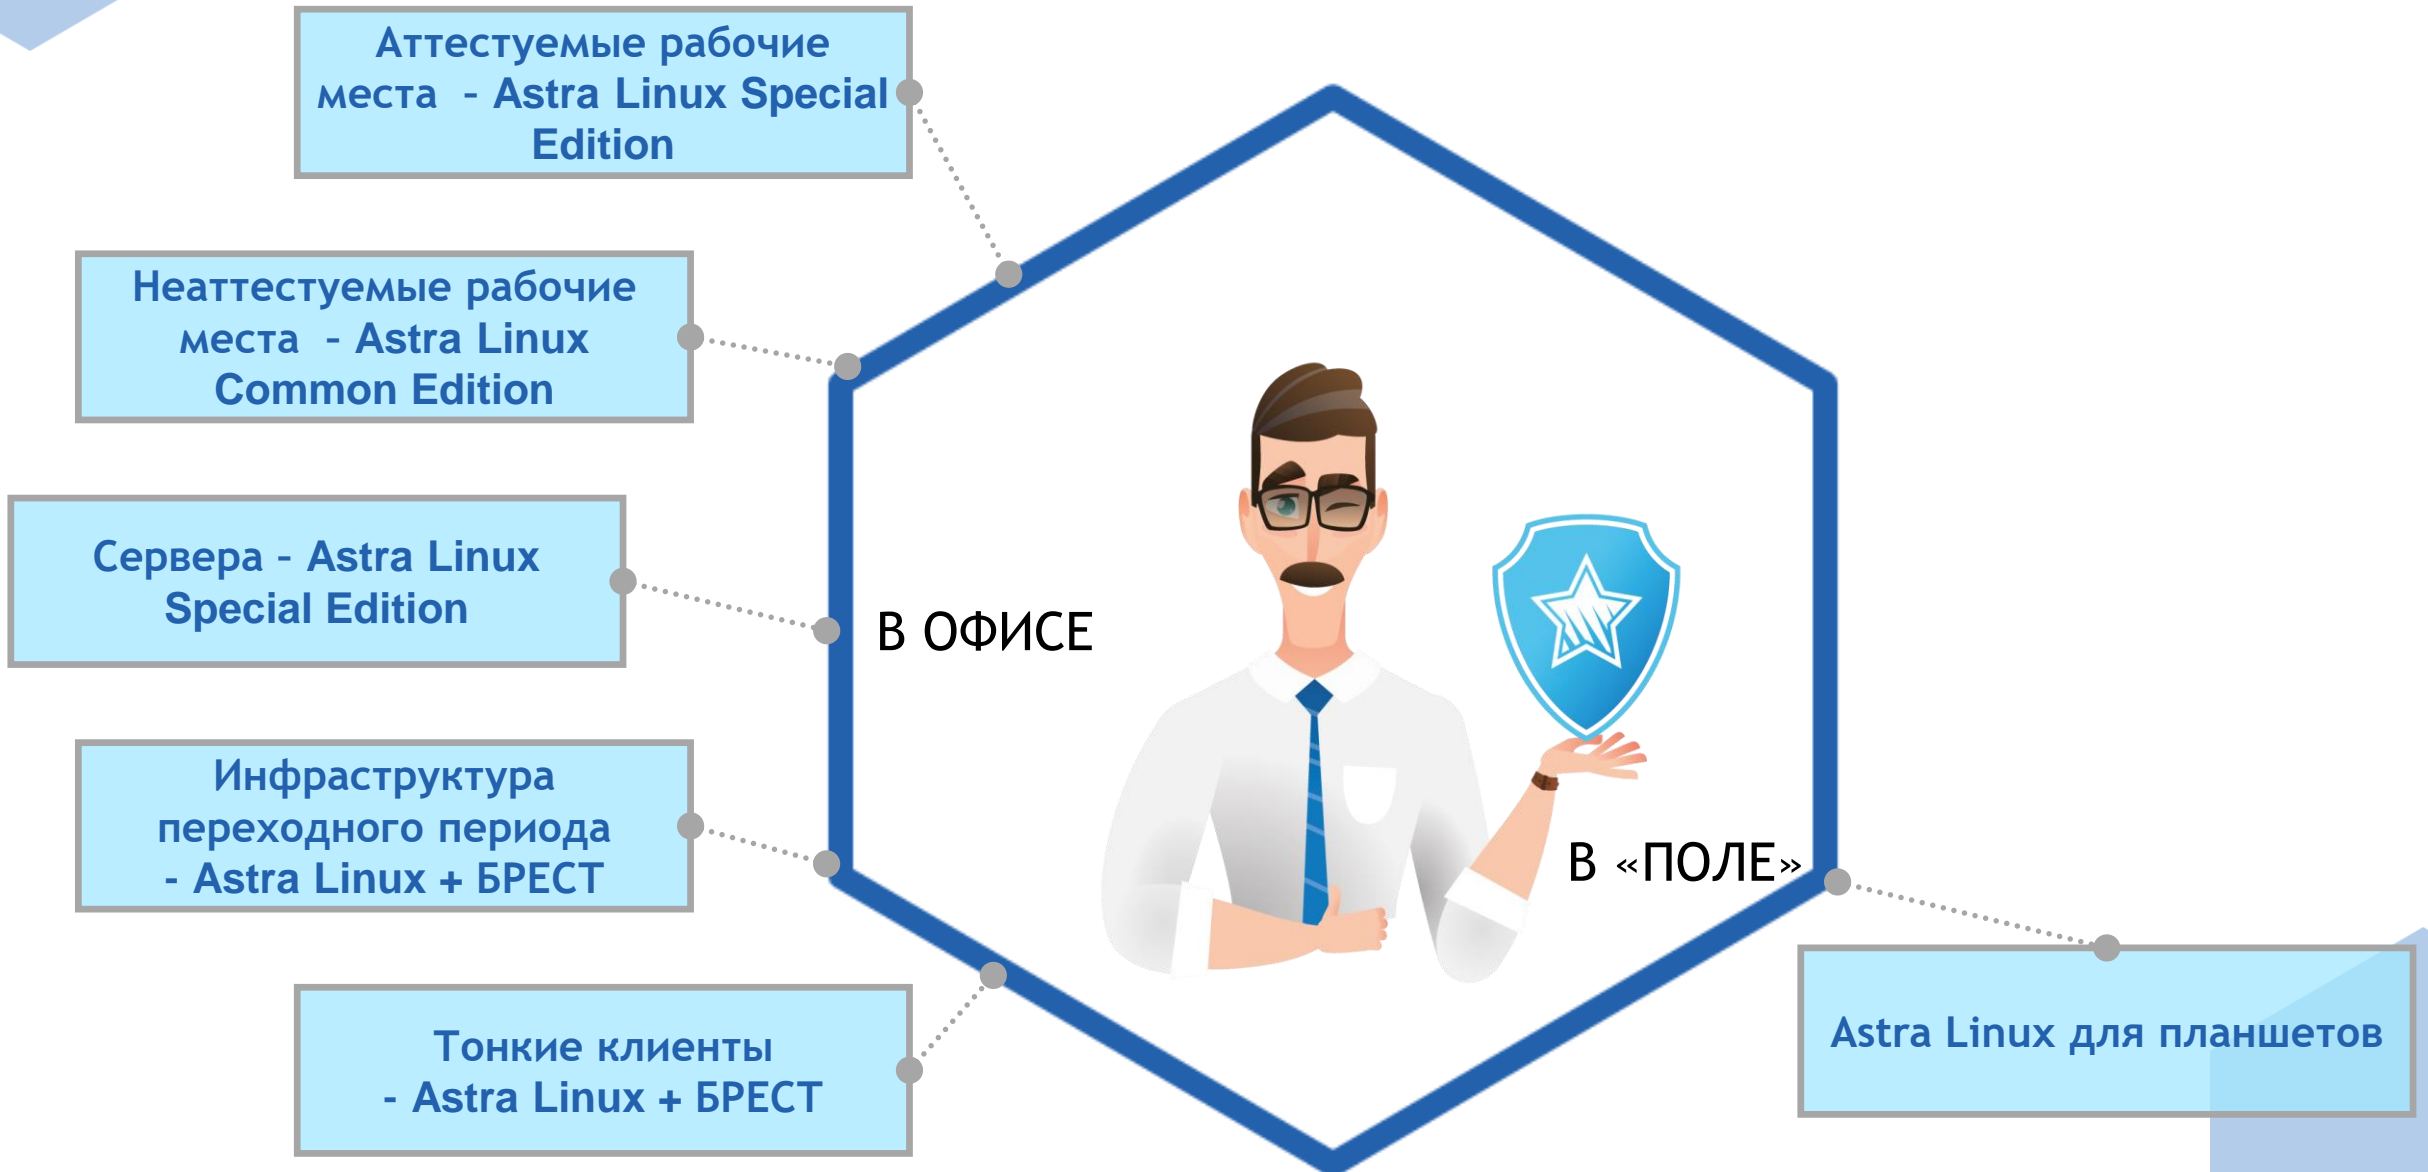 Аттестуемые рабочие
места - Astra Linux Special
Edition
Неаттестуемые рабочие
места - Astra Linux
Common Edition
Сервера - Astra Linux
Special Edition
Инфраструктура
переходного периода
- Astra Linux + БРЕСТ
Тонкие клиенты
- Astra Linux + БРЕСТ
В ОФИСЕ
В «ПОЛЕ»
Astra Linux для планшетов